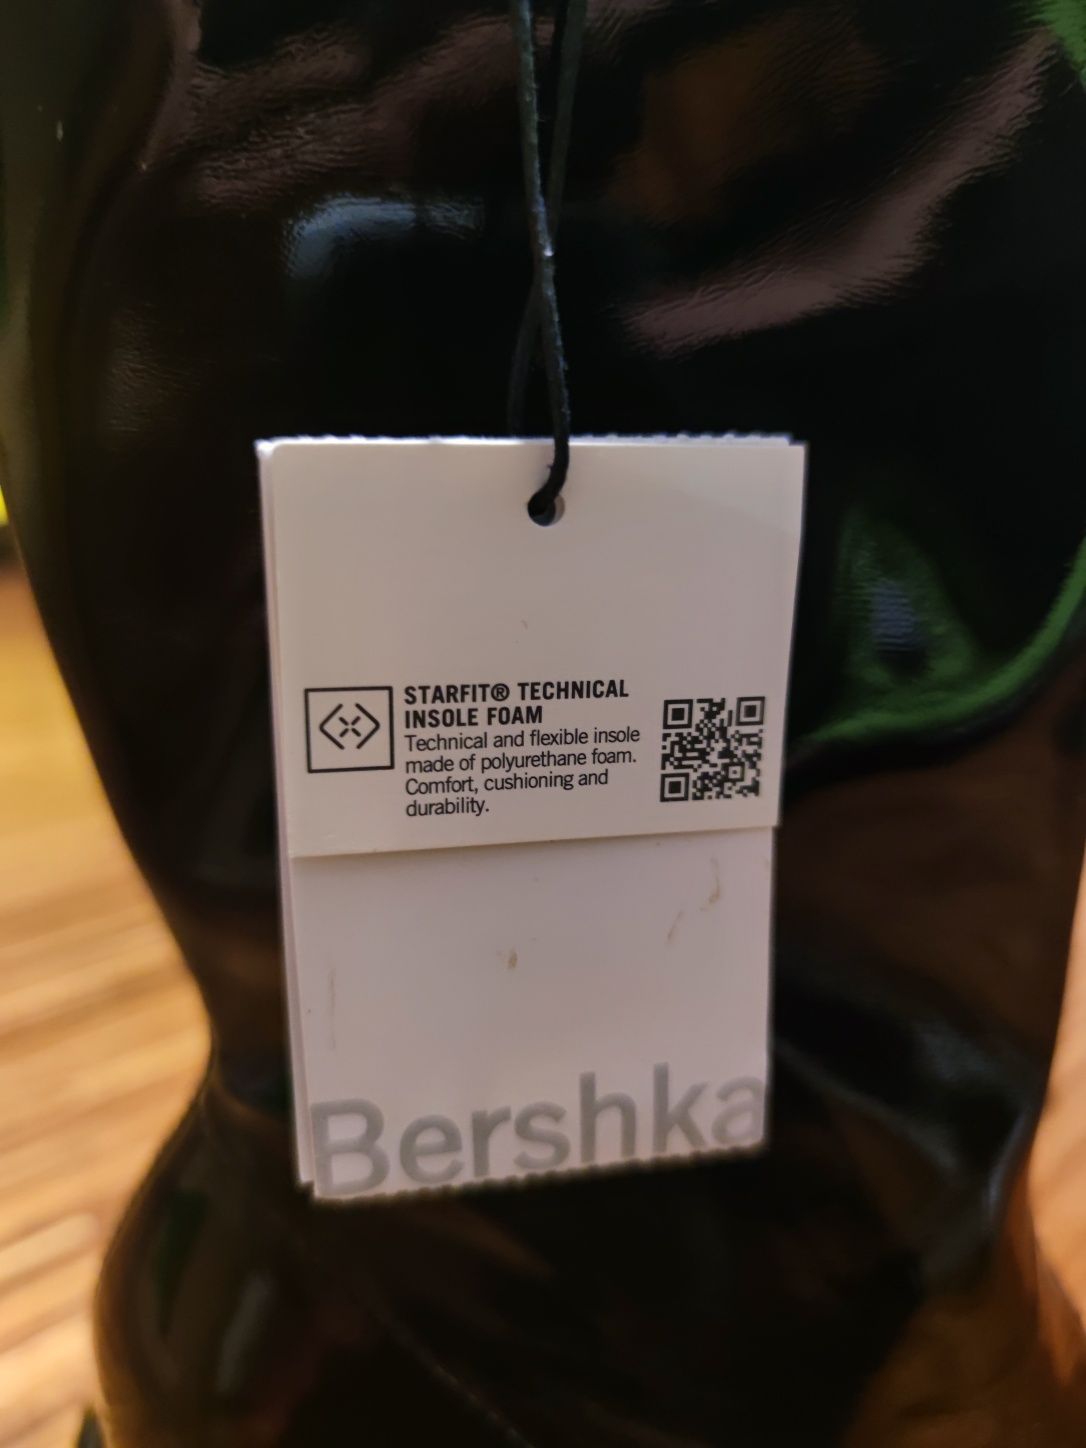 STARFIT® TECHNICAL
INSOLE FOAM
Technical and flexible insole
made of polyurethane foam.
Comfort, cushioning and
durability.
Bershka